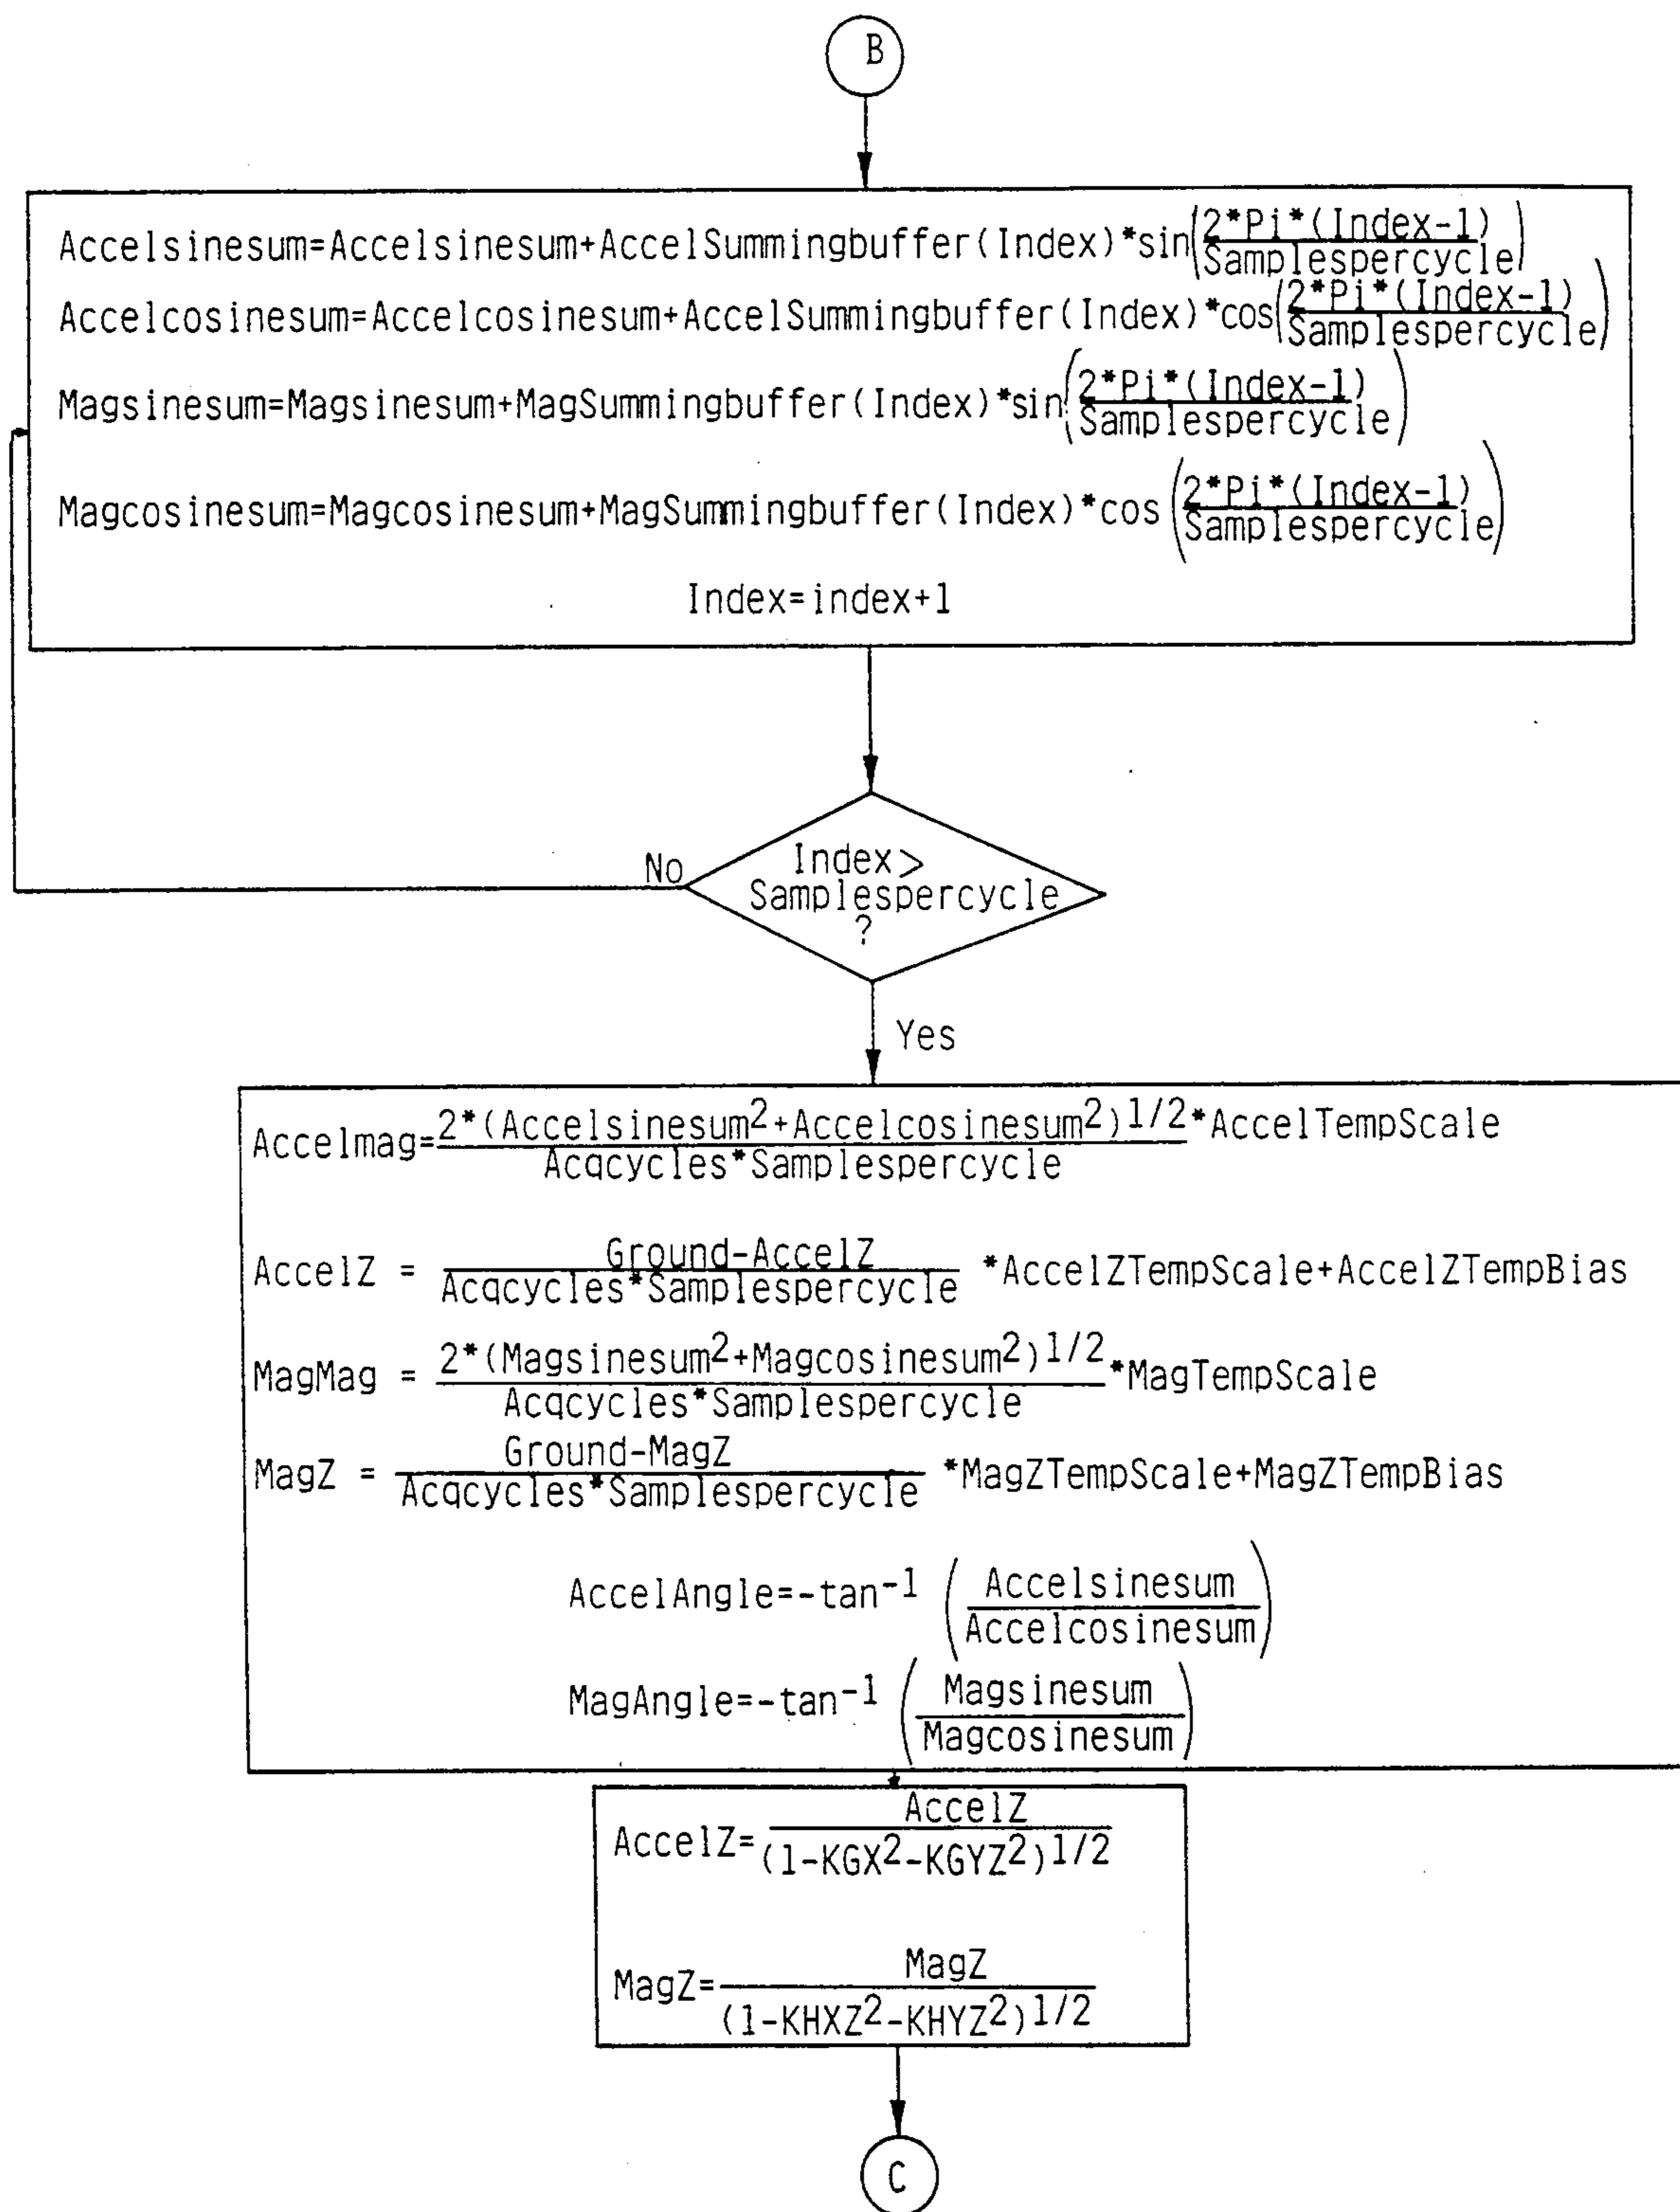 B
Accelsinesum=Accelsinesum+AccelSummingbuffer(Index)*sin(2*Pi*(Index-1)/Samplespercycle)
Accelcosinesum=Accelcosinesum+AccelSummingbuffer(Index)*cos(2*Pi*(Index-1)/Samplespercycle)
Magsinesum=Magsinesum+MagSummingbuffer(Index)*sin(2*Pi*(Index-1)/Samplespercycle)
Magcosinesum=Magcosinesum+MagSummingbuffer(Index)*cos(2*Pi*(Index-1)/Samplespercycle)
Index=index+1
No
Index>
Samplespercycle
?
Yes
Accelmag=2*(Accelsinesum²+Accelcosinesum²)1/2/Acqcycles*Samplespercycle*AccelTempScale
AccelZ = Ground-AccelZ/Acqcycles*Samplespercycle *AccelZTempScale+AccelZTempBias
MagMag = 2*(Magsinesum²+Magcosinesum²)1/2/Acqcycles*Samplespercycle*MagTempScale
MagZ = Ground-MagZ/Acqcycles*Samplespercycle *MagZTempScale+MagZTempBias
AccelAngle=-tan⁻¹ (Accelsinesum/Accelcosinesum)
MagAngle=-tan⁻¹ (Magsinesum/Magcosinesum)
AccelZ=AccelZ/(1-KGX²-KGYZ²)1/2
MagZ=MagZ/(1-KHXZ²-KHYZ²)1/2
C